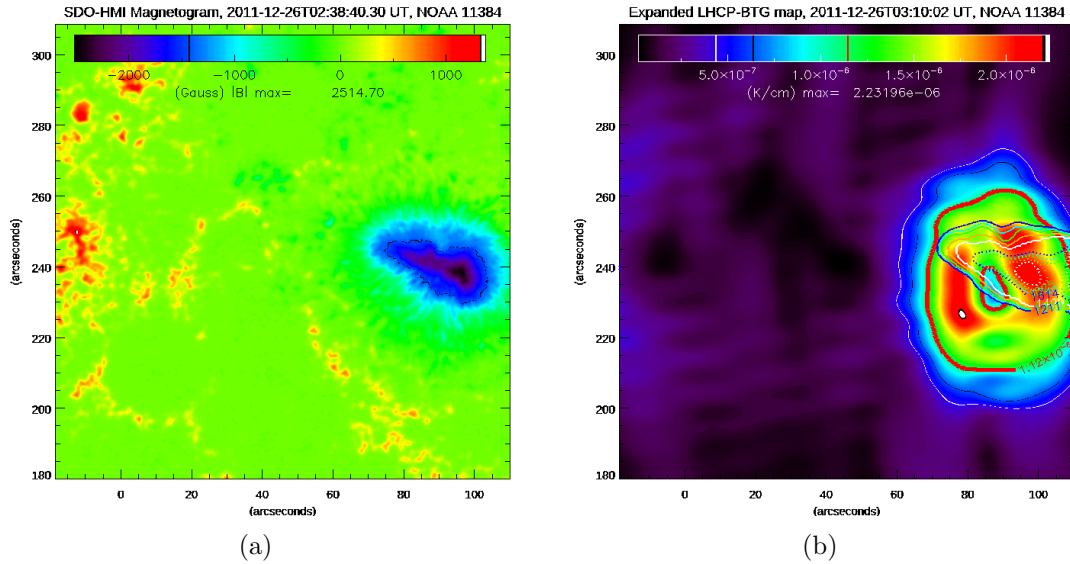 SDO-HMI Magnetogram, 2011-12-26T02:38:40.30 UT, NOAA 11384
-2000 -1000 0 1000
(Gauss) |B| max= 2514.70
300
280
260
240
220
200
180
(arcseconds)
0 20 40 60 80 100
(arcseconds)
(a)
Expanded LHCP-BTG map, 2011-12-26T03:10:02 UT, NOAA 11384
5.0×10⁻⁷ 1.0×10⁻⁶ 1.5×10⁻⁶ 2.0×10⁻⁶
(K/cm) max= 2.23196e-06
300
280
260
240
220
200
180
(arcseconds)
1614
1211
0 20 40 60 80 100
(arcseconds)
(b)